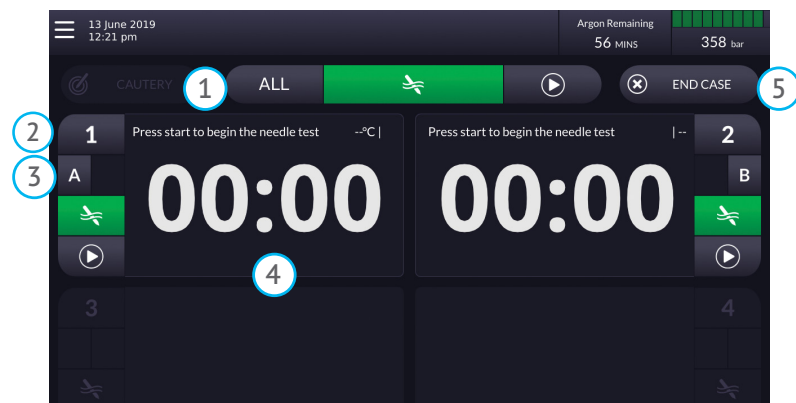 13 June 2019
12:21 pm
Argon Remaining
56 MINS
358 bar
CAUTERY
1
ALL
END CASE
5
2
1
Press start to begin the needle test --°C |
Press start to begin the needle test | --
2
3
A
00:00
00:00
B
4
3
4